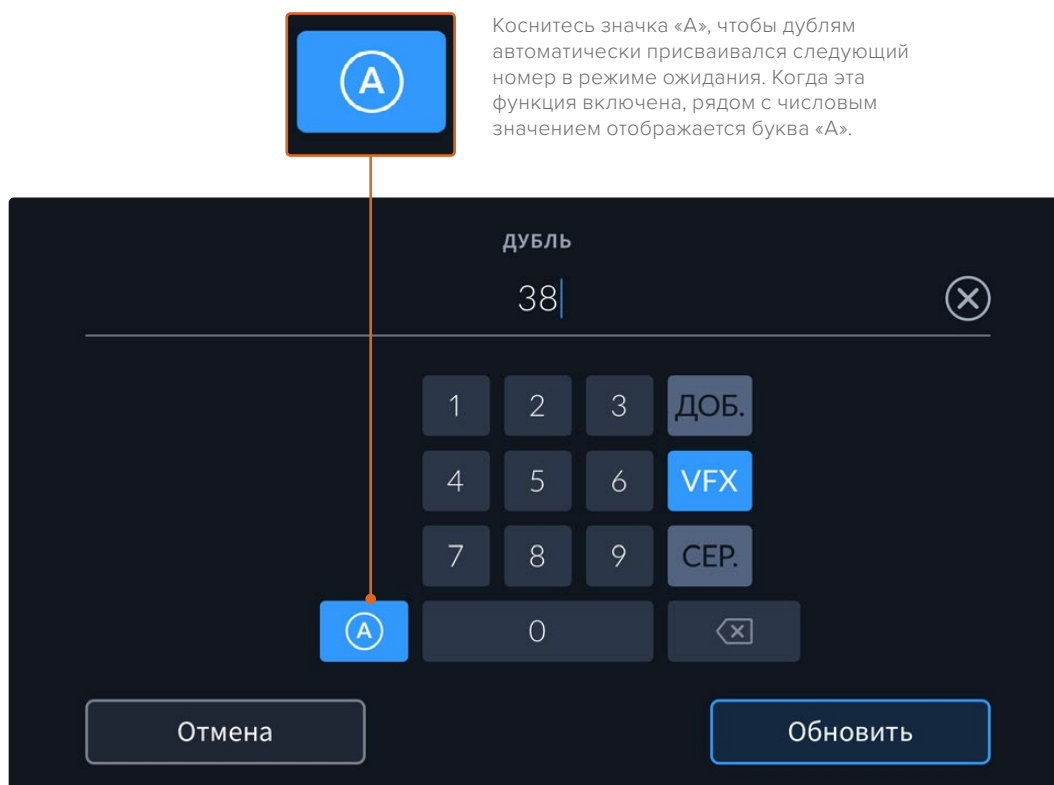 A
Коснитесь значка «А», чтобы дублям
автоматически присваивался следующий
номер в режиме ожидания. Когда эта
функция включена, рядом с числовым
значением отображается буква «А».
ДУБЛЬ
38
1 2 3 ДОБ.
4 5 6 VFX
7 8 9 СЕР.
A 0
Отмена Обновить